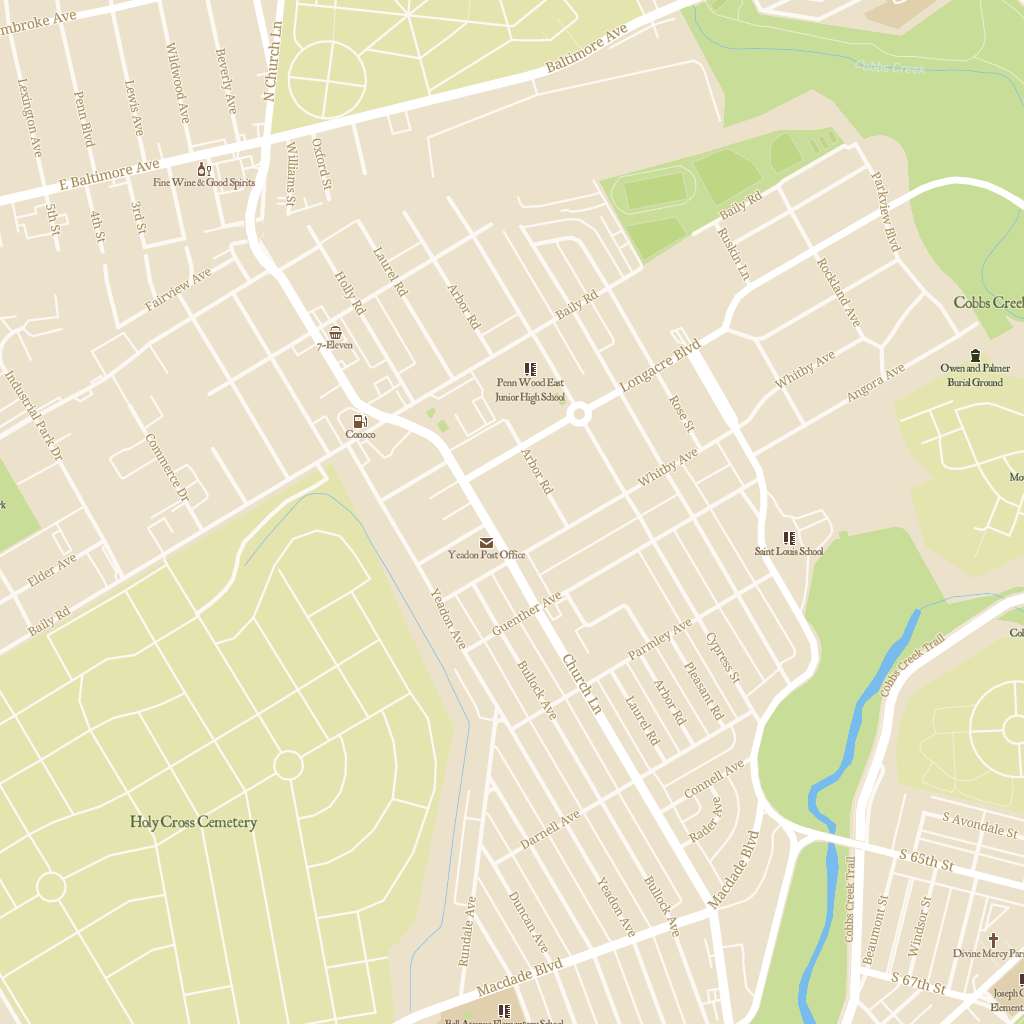 Baltimore Ave
N Church Ln
Wildwood Ave
Beverly Ave
Cobbs Creek
Lexington Ave
Penn Blvd
Lewis Ave
E Baltimore Ave
Fine Wine & Good Spirits
Williams St
Oxford St
5th St
4th St
3rd St
Baily Rd
Parkview Blvd
Ruskin Ln
Rockland Ave
Fairview Ave
Laurel Rd
Holly Rd
Arbor Rd
Baily Rd
Cobbs Creek
7-Eleven
Longacre Blvd
Whitby Ave
Angora Ave
Owen and Palmer
Burial Ground
Penn Wood East
Junior High School
Industrial Park Dr
Commerce Dr
Conoco
Rose St
Arbor Rd
Whitby Ave
Yeadon Post Office
Saint Louis School
Elder Ave
Baily Rd
Yeadon Ave
Guenther Ave
Parmley Ave
Cypress St
Pleasant Rd
Arbor Rd
Laurel Rd
Bullock Ave
Church Ln
Cobbs Creek Trail
Connell Ave
Rader Ave
Holy Cross Cemetery
Darnell Ave
Macdade Blvd
S Avondale St
S 65th St
Cobbs Creek Trail
Beaumont St
Windsor St
Rundale Ave
Duncan Ave
Yeadon Ave
Bullock Ave
Macdade Blvd
S 67th St
Divine Mercy Par
Joseph
Element
Bell Avenue Elementary School